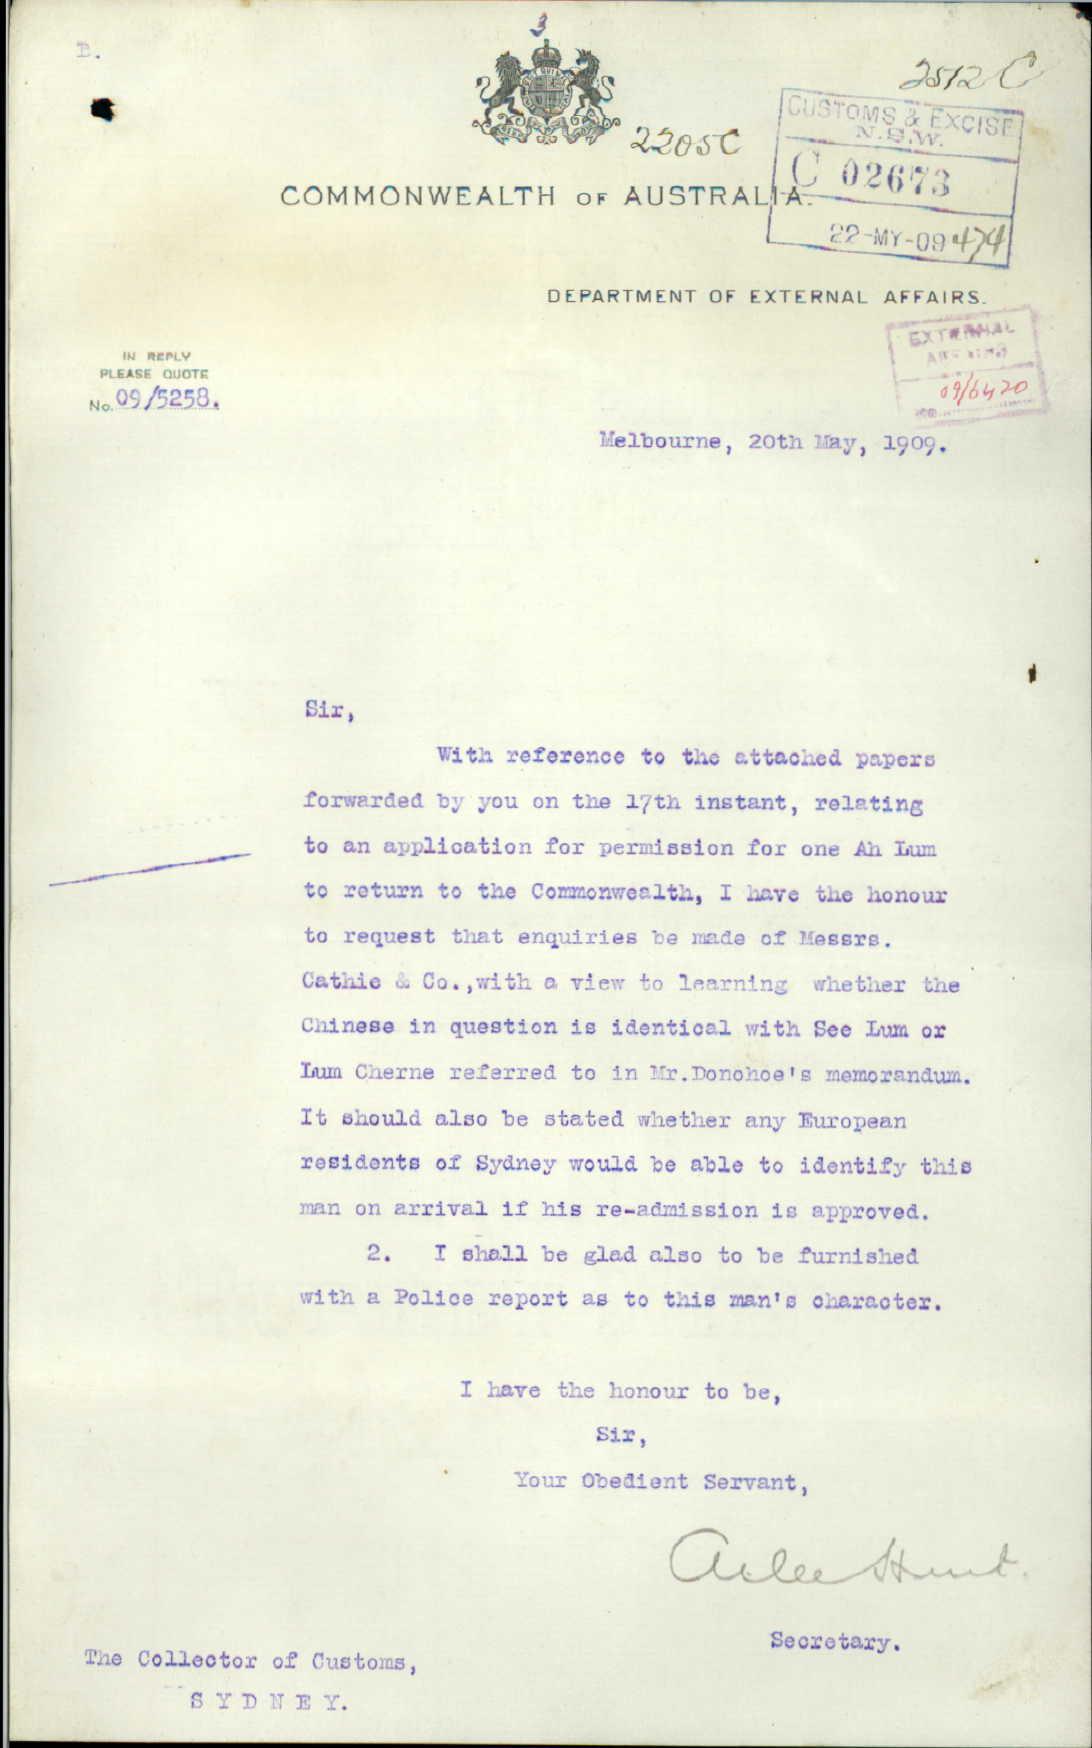 3
B.
2512 C
2205C
CUSTOMS & EXCISE
N.S.W.
C 02673
22-MY-09 474
COMMONWEALTH OF AUSTRALIA.
DEPARTMENT OF EXTERNAL AFFAIRS.
EXTERNAL
AFFAIRS
09/6420
IN REPLY
PLEASE QUOTE
No. 09/5258.
Melbourne, 20th May, 1909.
Sir,
With reference to the attached papers
forwarded by you on the 17th instant, relating
to an application for permission for one Ah Lum
to return to the Commonwealth, I have the honour
to request that enquiries be made of Messrs.
Cathie & Co.,with a view to learning whether the
Chinese in question is identical with See Lum or
Lum Cherne referred to in Mr.Donohoe's memorandum.
It should also be stated whether any European
residents of Sydney would be able to identify this
man on arrival if his re-admission is approved.
2. I shall be glad also to be furnished
with a Police report as to this man's character.
I have the honour to be,
Sir,
Your Obedient Servant,
Atlee Hunt.
Secretary.
The Collector of Customs,
SYDNEY.